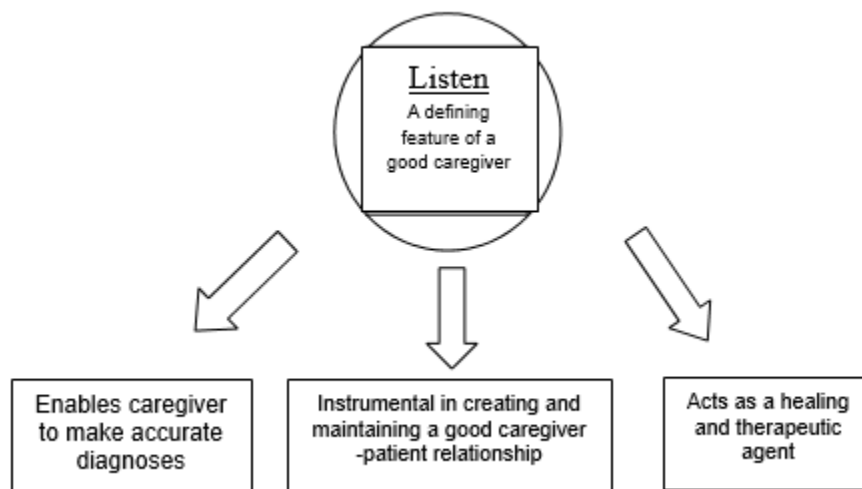 Listen
A defining
feature of a
good caregiver
Enables caregiver
to make accurate
diagnoses
Instrumental in creating and
maintaining a good caregiver
-patient relationship
Acts as a healing
and therapeutic
agent